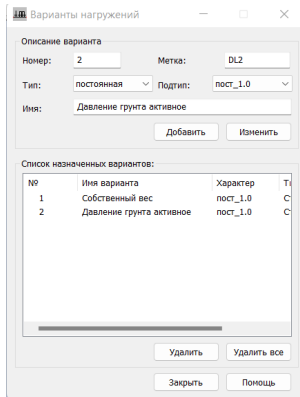 Варианты нагружений
Описание варианта
Номер: 2 Метка: DL2
Тип: постоянная Подтип: пост_1.0
Имя: Давление грунта активное
Добавить Изменить
Список назначенных вариантов:
№ Имя варианта Характер
1 Собственный вес пост_1.0
2 Давление грунта активное пост_1.0
Удалить Удалить все
Закрыть Помощь